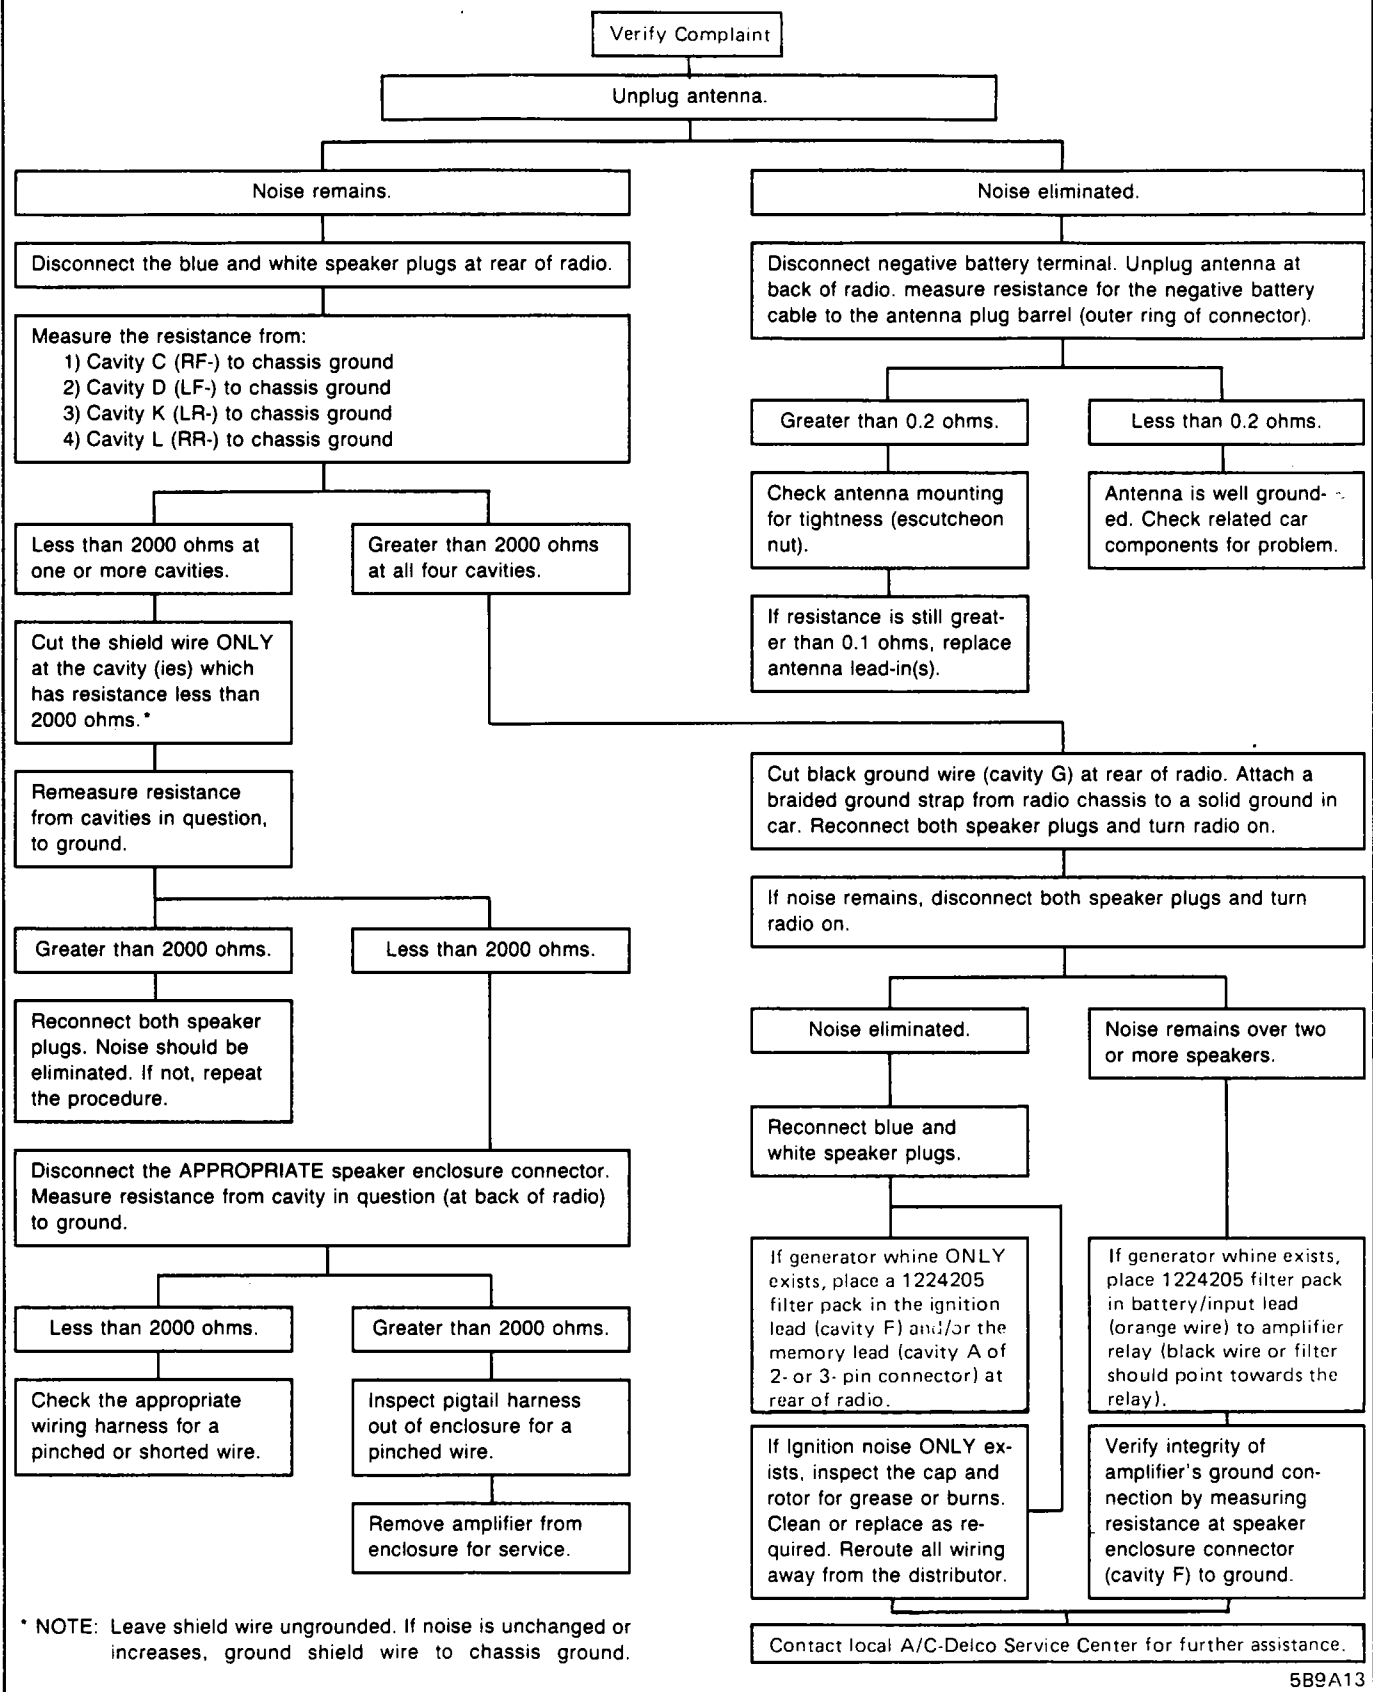 Verify Complaint
Unplug antenna.
Noise remains.
Disconnect the blue and white speaker plugs at rear of radio.
Measure the resistance from:
1) Cavity C (RF-) to chassis ground
2) Cavity D (LF-) to chassis ground
3) Cavity K (LR-) to chassis ground
4) Cavity L (RR-) to chassis ground
Less than 2000 ohms at
one or more cavities.
Greater than 2000 ohms
at all four cavities.
Cut the shield wire ONLY
at the cavity (ies) which
has resistance less than
2000 ohms.*
Remeasure resistance
from cavities in question,
to ground.
Greater than 2000 ohms.
Less than 2000 ohms.
Reconnect both speaker
plugs. Noise should be
eliminated. If not, repeat
the procedure.
Disconnect the APPROPRIATE speaker enclosure connector.
Measure resistance from cavity in question (at back of radio)
to ground.
Less than 2000 ohms.
Greater than 2000 ohms.
Check the appropriate
wiring harness for a
pinched or shorted wire.
Inspect pigtail harness
out of enclosure for a
pinched wire.
Remove amplifier from
enclosure for service.
* NOTE: Leave shield wire ungrounded. If noise is unchanged or
increases, ground shield wire to chassis ground.
Noise eliminated.
Disconnect negative battery terminal. Unplug antenna at
back of radio. measure resistance for the negative battery
cable to the antenna plug barrel (outer ring of connector).
Greater than 0.2 ohms.
Less than 0.2 ohms.
Check antenna mounting
for tightness (escutcheon
nut).
Antenna is well ground-
ed. Check related car
components for problem.
If resistance is still great-
er than 0.1 ohms, replace
antenna lead-in(s).
Cut black ground wire (cavity G) at rear of radio. Attach a
braided ground strap from radio chassis to a solid ground in
car. Reconnect both speaker plugs and turn radio on.
If noise remains, disconnect both speaker plugs and turn
radio on.
Noise eliminated.
Noise remains over two
or more speakers.
Reconnect blue and
white speaker plugs.
If generator whine ONLY
exists, place a 1224205
filter pack in the ignition
lead (cavity F) and/or the
memory lead (cavity A of
2- or 3- pin connector) at
rear of radio.
If generator whine exists,
place 1224205 filter pack
in battery/input lead
(orange wire) to amplifier
relay (black wire or filter
should point towards the
relay).
If Ignition noise ONLY ex-
ists, inspect the cap and
rotor for grease or burns.
Clean or replace as re-
quired. Reroute all wiring
away from the distributor.
Verify integrity of
amplifier's ground con-
nection by measuring
resistance at speaker
enclosure connector
(cavity F) to ground.
Contact local A/C-Delco Service Center for further assistance.
5B9A13